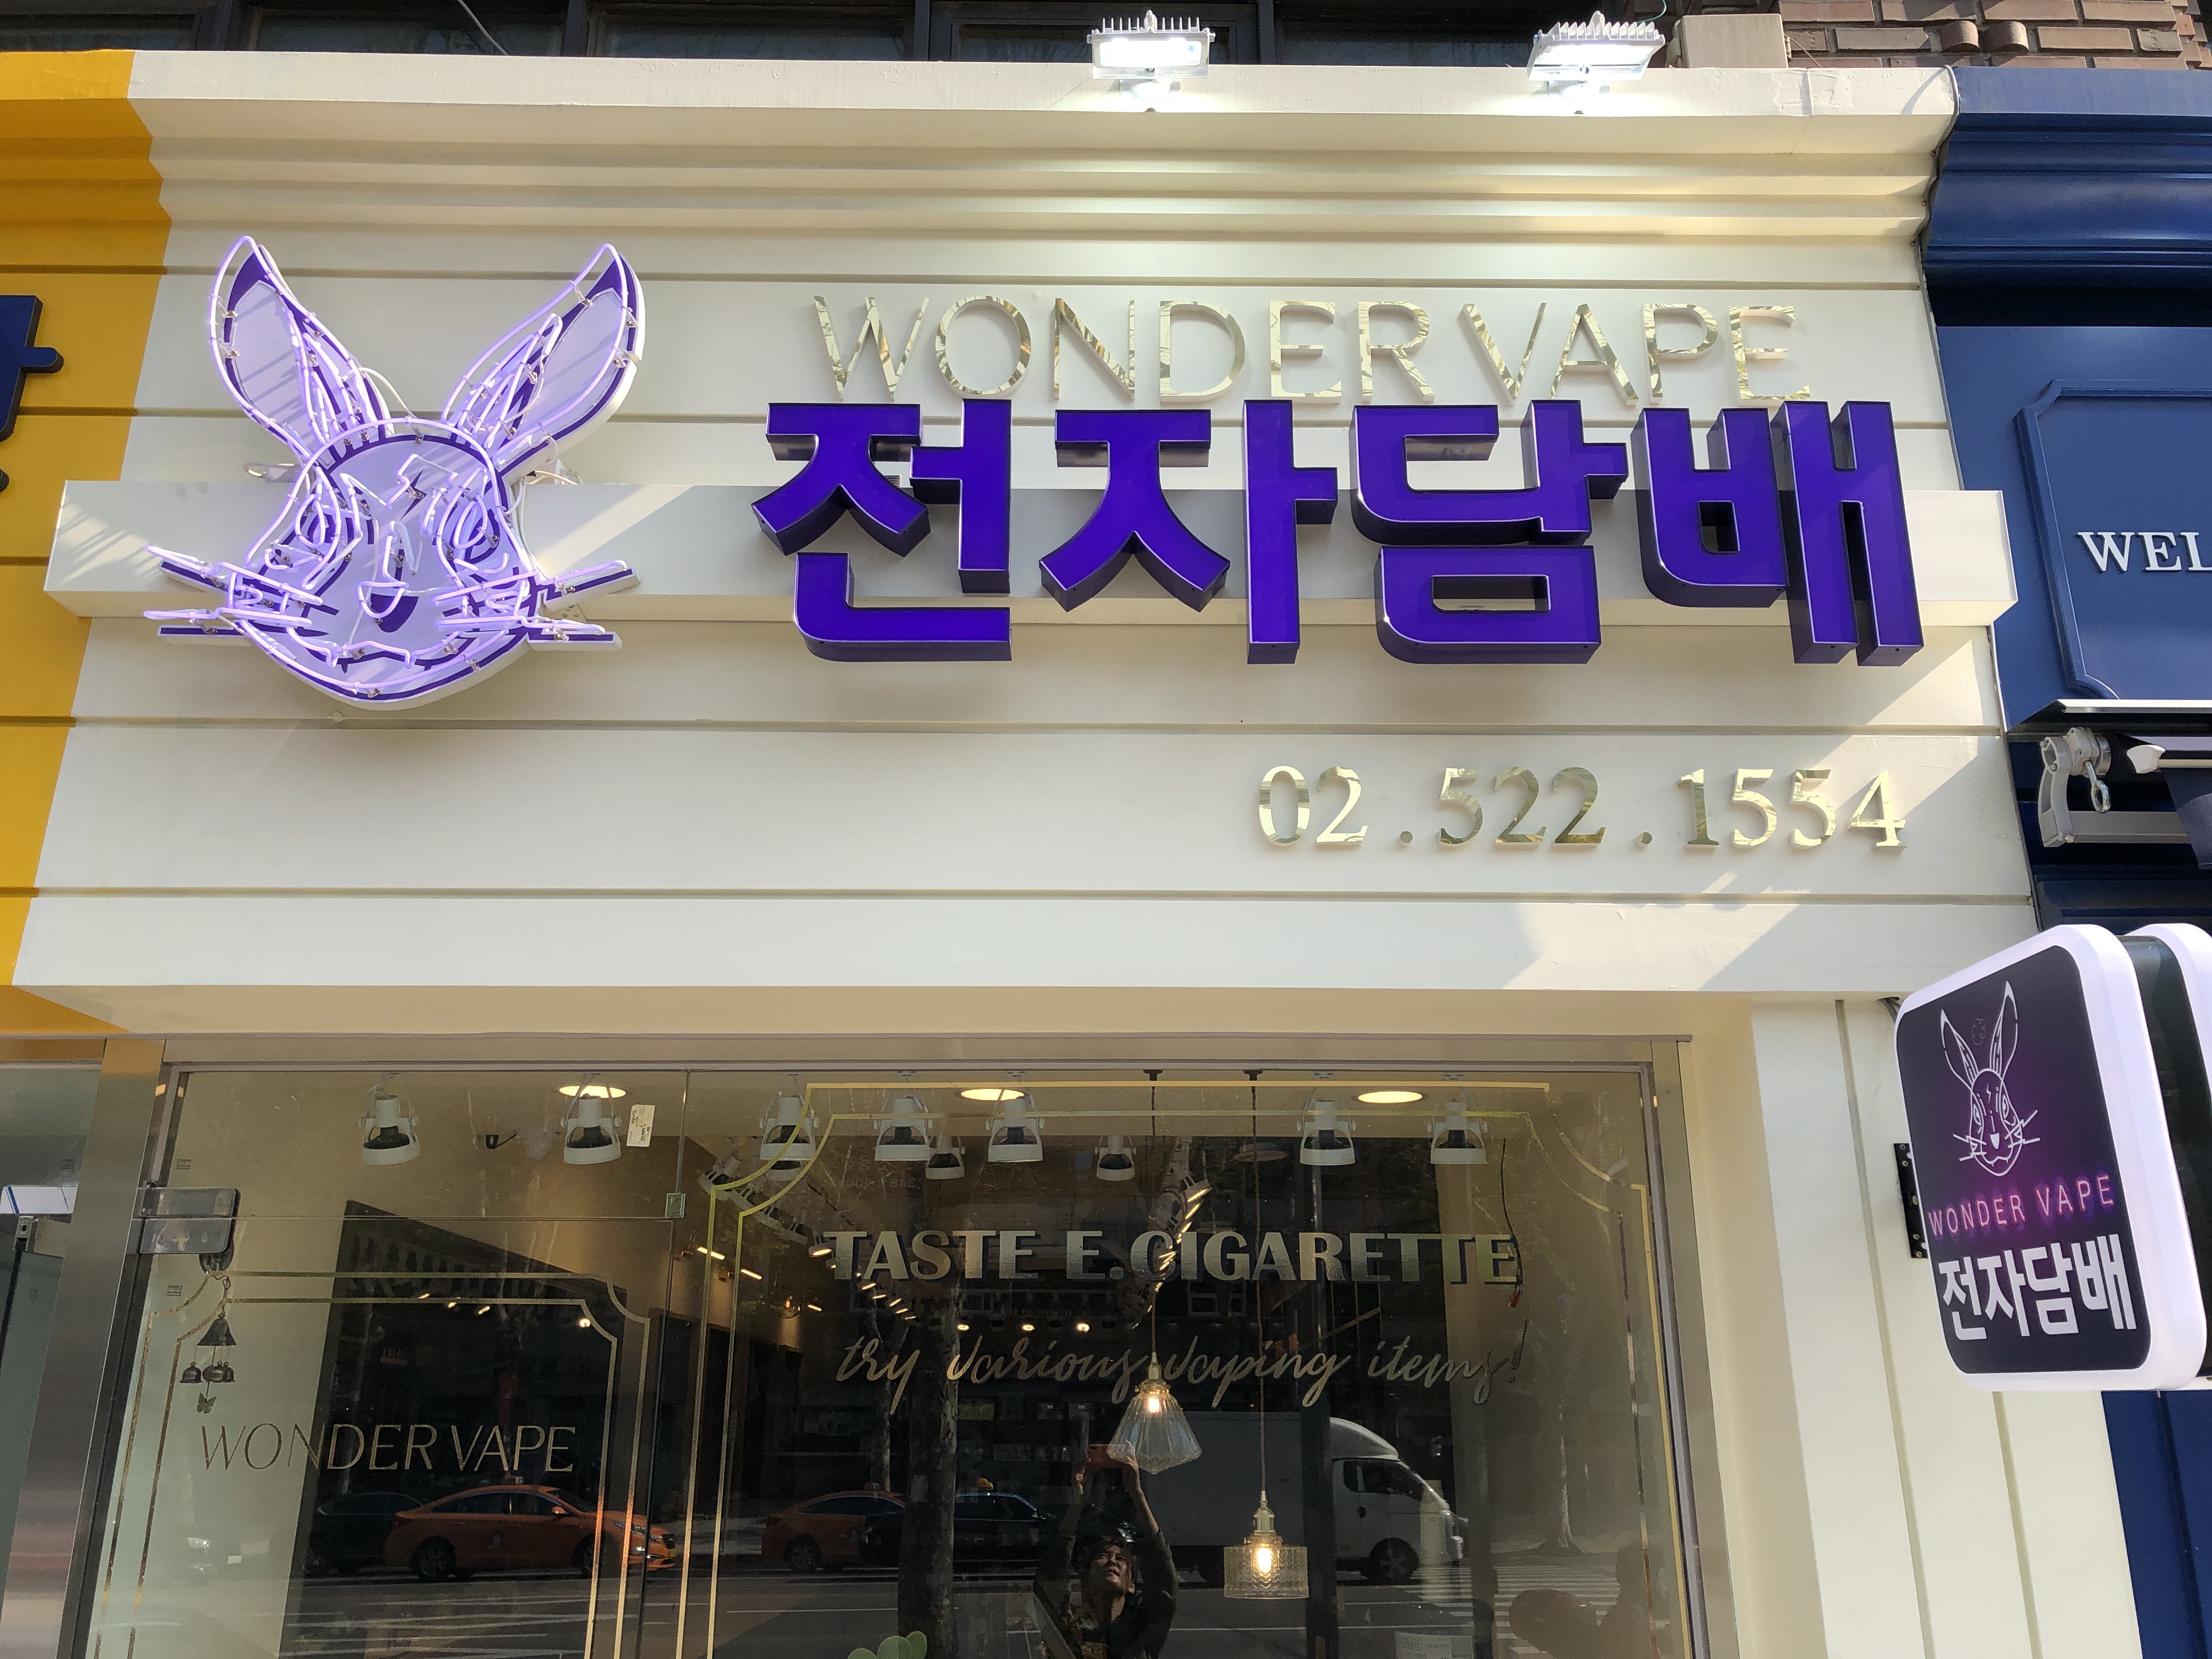 WONDER VAPE
전자담배
WEL
02.522.1554
WONDER VAPE
전자담배
TASTE E.CIGARETTE
try various vaping items!
WONDER VAPE